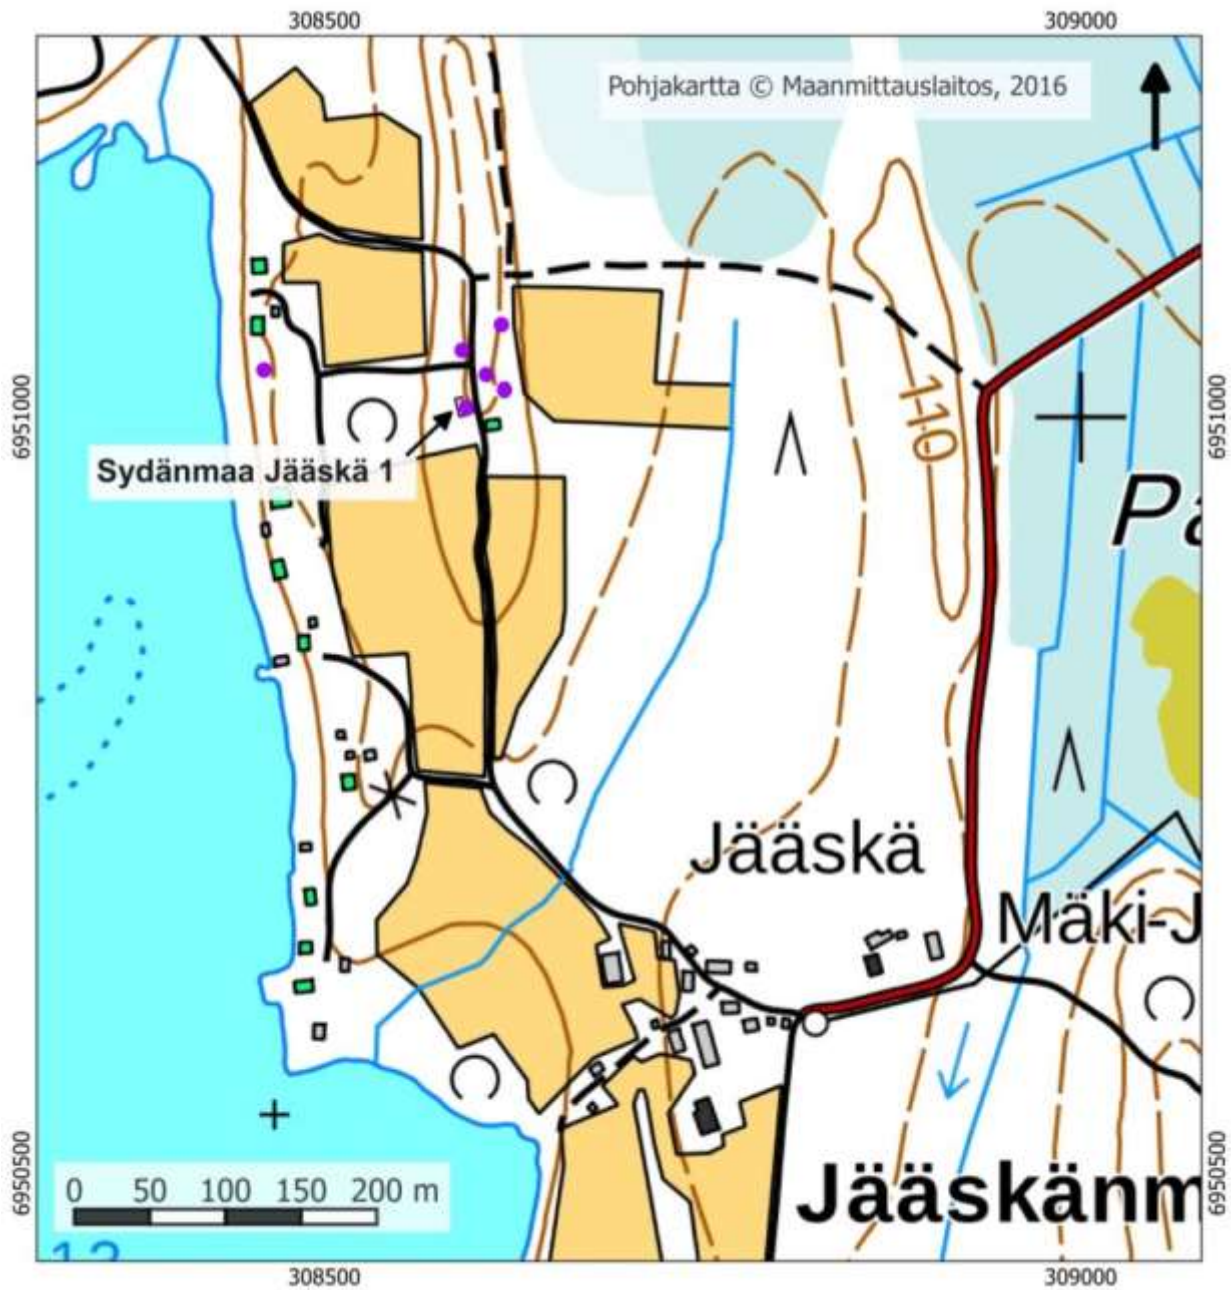 308500 309000
Pohjakartta © Maanmittauslaitos, 2016
6951000 6951000
110
Sydänmaa Jääskä 1
Pa
Jääskä
Mäki-J
6950500 6950500
0 50 100 150 200 m
Jääskänm
308500 309000